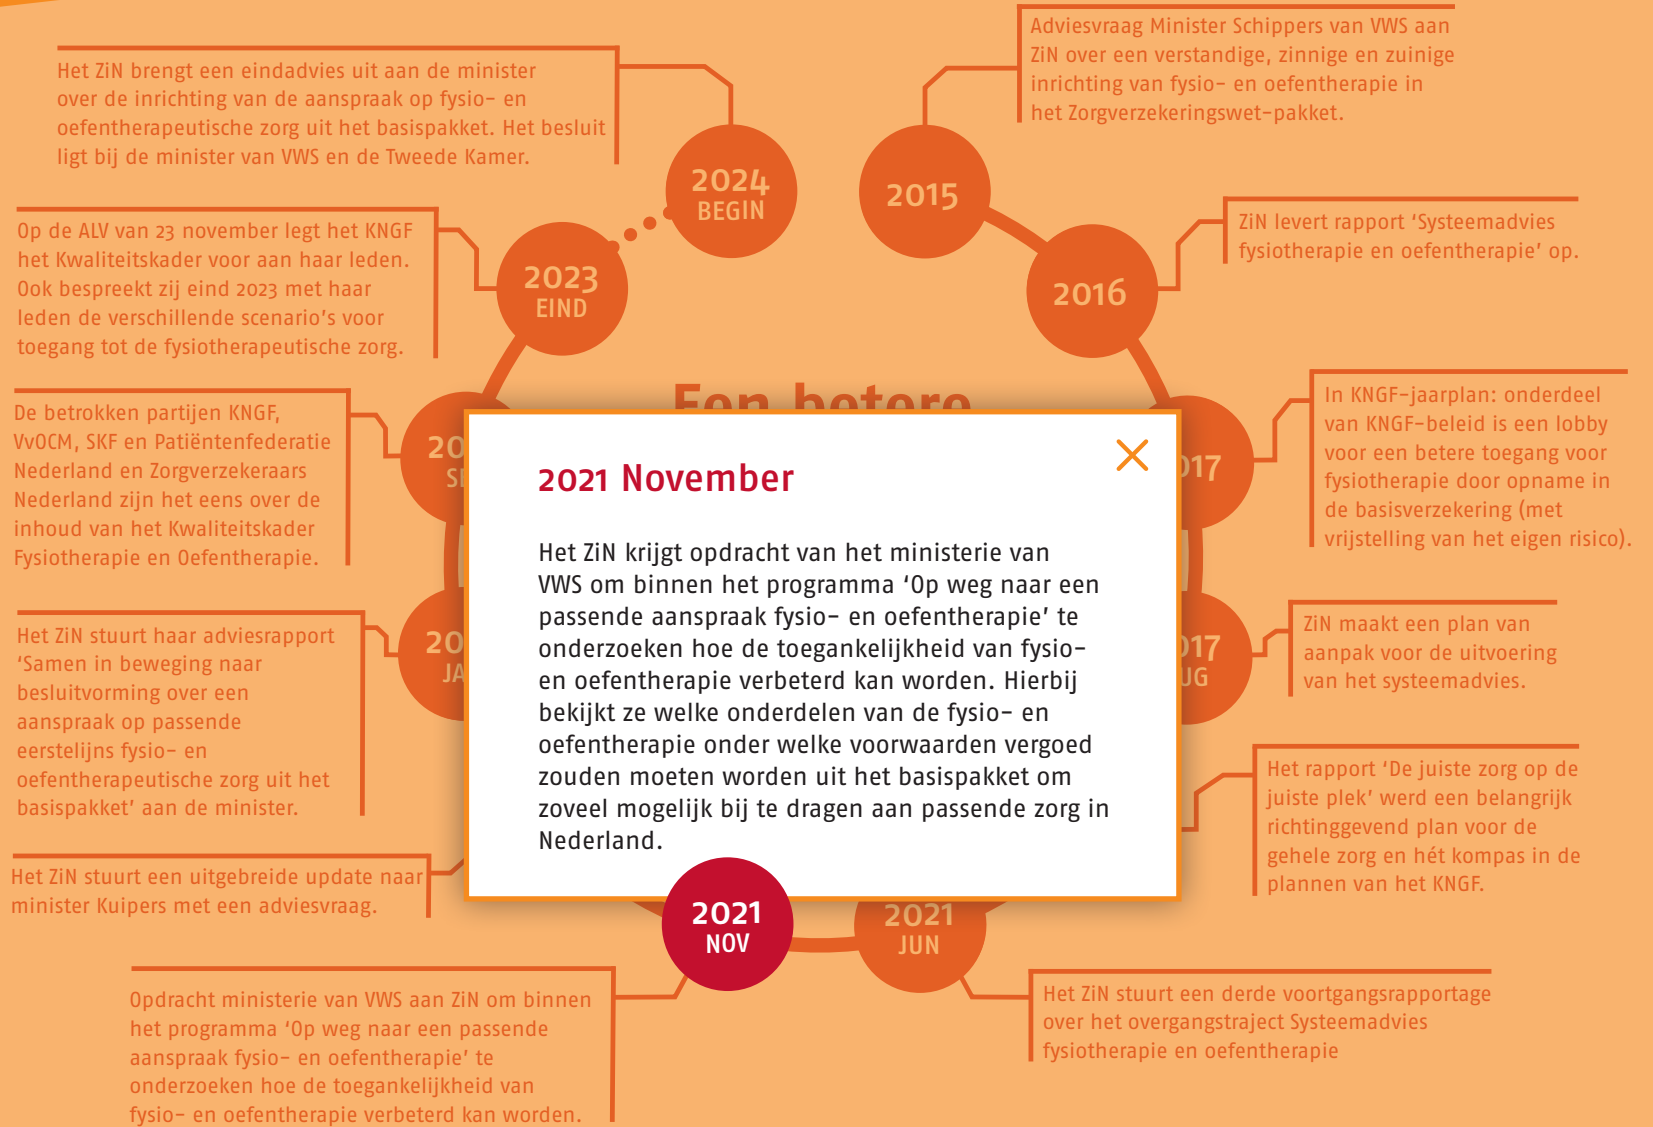 Adviesvraag Minister Schippers van VWS aan
ZiN over een verstandige, zinnige en zuinige
inrichting van fysio- en oefentherapie in
het Zorgverzekeringswet-pakket.
2015
ZiN levert rapport ‘Systeemadvies
fysiotherapie en oefentherapie’ op.
2016
In KNGF-jaarplan: onderdeel
van KNGF-beleid is een lobby
voor een betere toegang voor
fysiotherapie door opname in
de basisverzekering (met
vrijstelling van het eigen risico).
017
ZiN maakt een plan van
aanpak voor de uitvoering
van het systeemadvies.
017
UG
Het rapport ‘De juiste zorg op de
juiste plek’ werd een belangrijk
richtinggevend plan voor de
gehele zorg en hét kompas in de
plannen van het KNGF.
Het ZiN stuurt een derde voortgangsrapportage
over het overgangstraject Systeemadvies
fysiotherapie en oefentherapie
2021
JUN
2021
NOV
Opdracht ministerie van VWS aan ZiN om binnen
het programma ‘Op weg naar een passende
aanspraak fysio- en oefentherapie’ te
onderzoeken hoe de toegankelijkheid van
fysio- en oefentherapie verbeterd kan worden.
Het ZiN stuurt een uitgebreide update naar
minister Kuipers met een adviesvraag.
Het ZiN stuurt haar adviesrapport
‘Samen in beweging naar
besluitvorming over een
aanspraak op passende
eerstelijns fysio- en
oefentherapeutische zorg uit het
basispakket’ aan de minister.
20
JA
De betrokken partijen KNGF,
VvOCM, SKF en Patiëntenfederatie
Nederland en Zorgverzekeraars
Nederland zijn het eens over de
inhoud van het Kwaliteitskader
Fysiotherapie en Oefentherapie.
20
SE
Op de ALV van 23 november legt het KNGF
het Kwaliteitskader voor aan haar leden.
Ook bespreekt zij eind 2023 met haar
leden de verschillende scenario’s voor
toegang tot de fysiotherapeutische zorg.
2023
EIND
Het ZiN brengt een eindadvies uit aan de minister
over de inrichting van de aanspraak op fysio- en
oefentherapeutische zorg uit het basispakket. Het besluit
ligt bij de minister van VWS en de Tweede Kamer.
2024
BEGIN
Een betere
2021 November
Het ZiN krijgt opdracht van het ministerie van
VWS om binnen het programma ‘Op weg naar een
passende aanspraak fysio- en oefentherapie’ te
onderzoeken hoe de toegankelijkheid van fysio-
en oefentherapie verbeterd kan worden. Hierbij
bekijkt ze welke onderdelen van de fysio- en
oefentherapie onder welke voorwaarden vergoed
zouden moeten worden uit het basispakket om
zoveel mogelijk bij te dragen aan passende zorg in
Nederland.